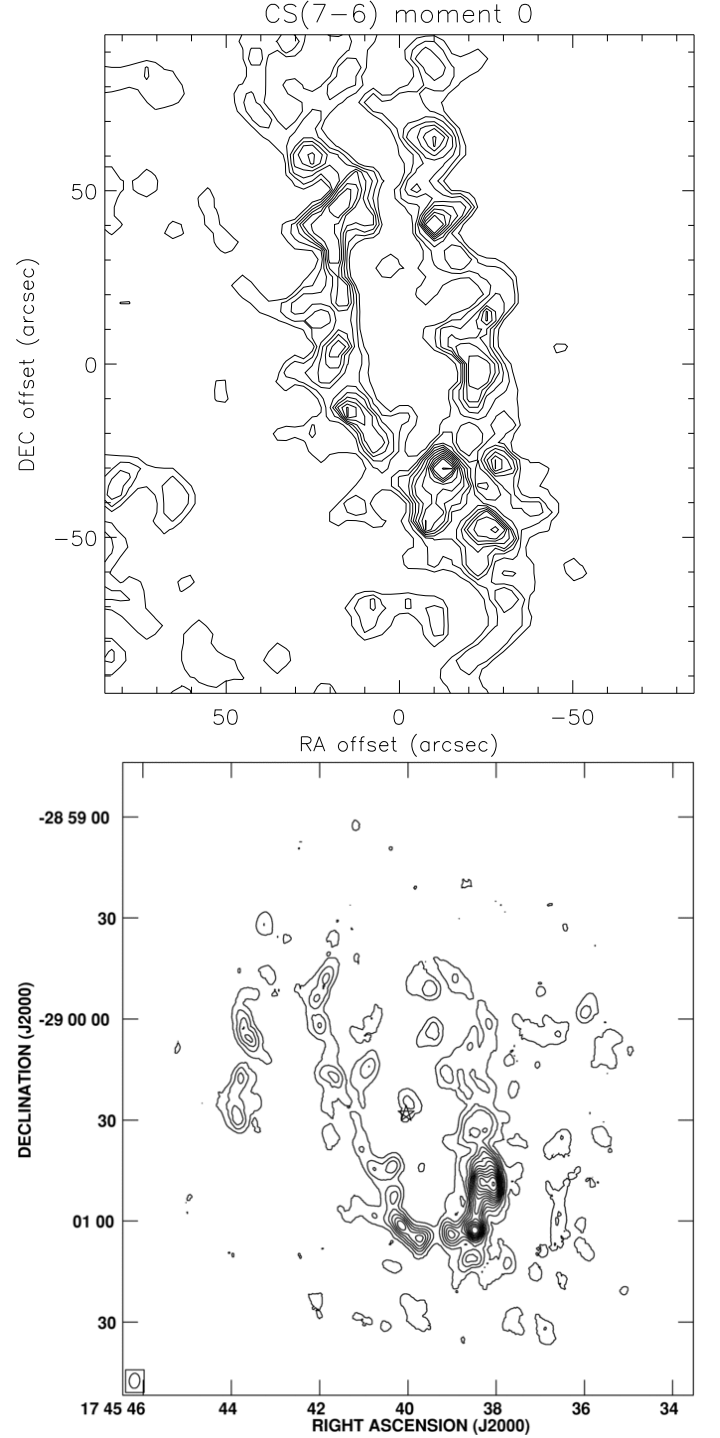 CS(7-6) moment 0
50
0
-50
DEC offset (arcsec)
50 0 -50
RA offset (arcsec)
-28 59 00
30
-29 00 00
30
01 00
30
DECLINATION (J2000)
17 45 46 44 42 40 38 36 34
RIGHT ASCENSION (J2000)